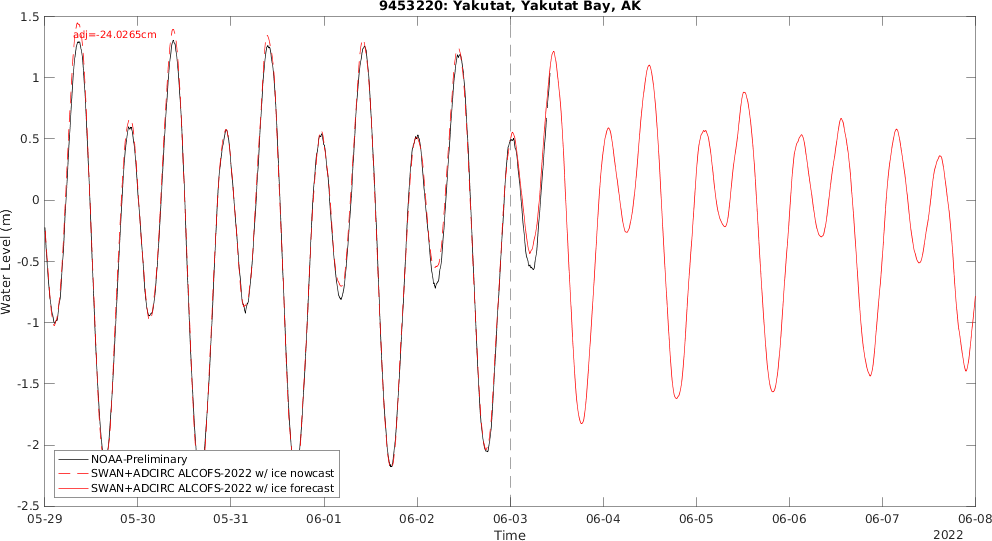 9453220: Yakutat, Yakutat Bay, AK
adj=-24.0265cm
1.5
1
0.5
0
-0.5
-1
-1.5
-2
-2.5
Water Level (m)
NOAA-Preliminary
SWAN+ADCIRC ALCOFS-2022 w/ ice nowcast
SWAN+ADCIRC ALCOFS-2022 w/ ice forecast
05-29 05-30 05-31 06-01 06-02 06-03 06-04 06-05 06-06 06-07 06-08
Time
2022